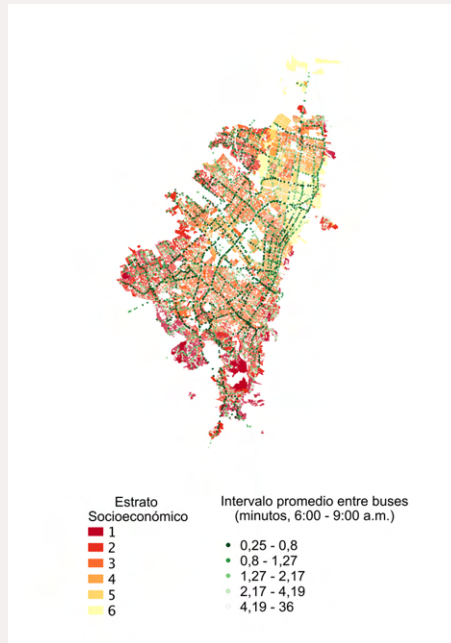 Estrato
Socioeconómico
1
2
3
4
5
6
Intervalo promedio entre buses
(minutos, 6:00 - 9:00 a.m.)
0,25 - 0,8
0,8 - 1,27
1,27 - 2,17
2,17 - 4,19
4,19 - 36